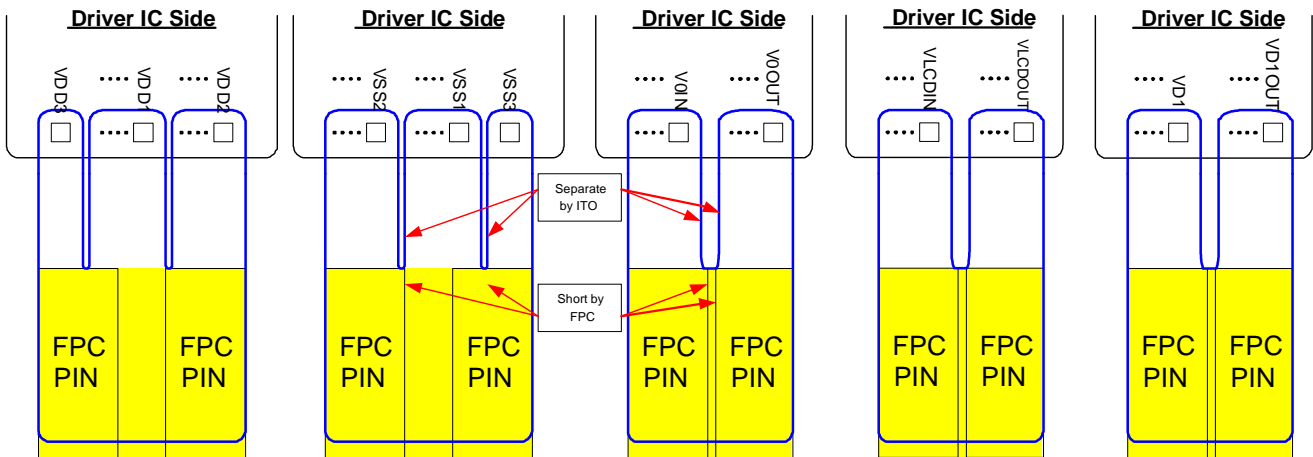 Driver IC Side
VDD3
.... VDD1
.... VDD2
....
....
FPC
PIN
FPC
PIN
Driver IC Side
.... VSS2
.... VSS1
VSS3
....
....
FPC
PIN
FPC
PIN
Separate
by ITO
Short by
FPC
Driver IC Side
.... V0IN
.... V0OUT
....
....
FPC
PIN
FPC
PIN
Driver IC Side
.... VLCDIN
.... VLCDOUT
....
....
FPC
PIN
FPC
PIN
Driver IC Side
.... VD1
.... VD1OUT
....
....
FPC
PIN
FPC
PIN